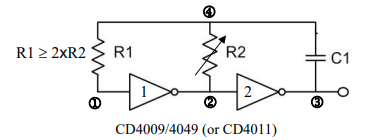 ④
R1 ≥ 2xR2 R1 R2 C1
1 2
① ② ③
CD4009/4049 (or CD4011)